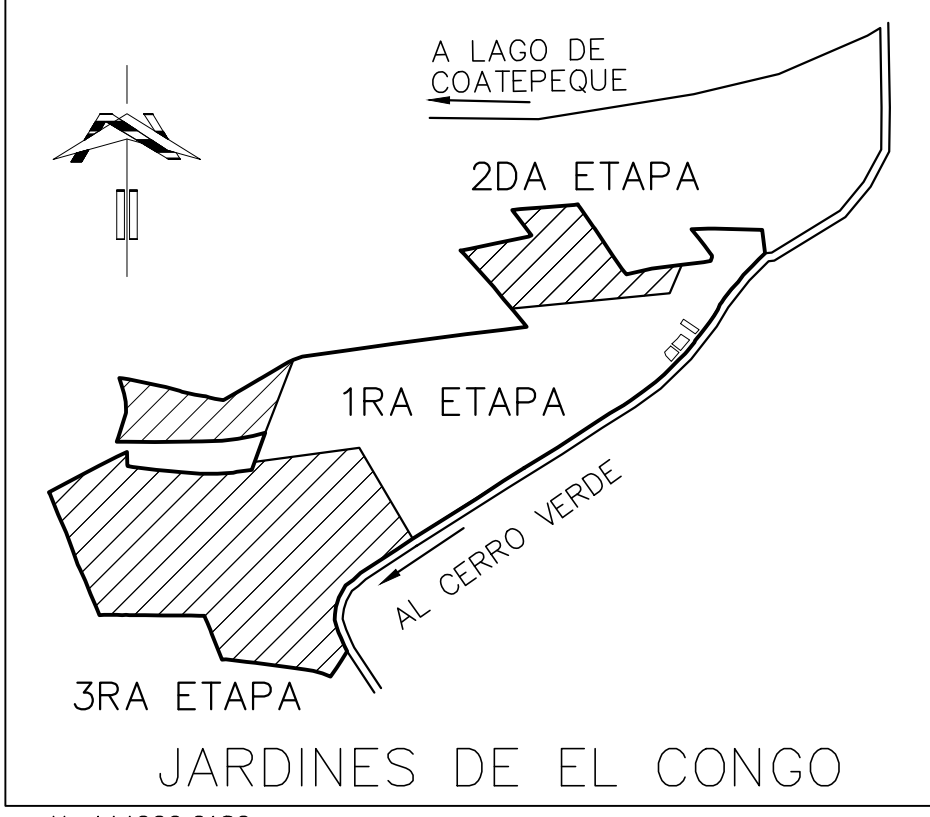 A LAGO DE
COATEPEQUE
2DA ETAPA
1RA ETAPA
AL CERRO VERDE
3RA ETAPA
JARDINES DE EL CONGO